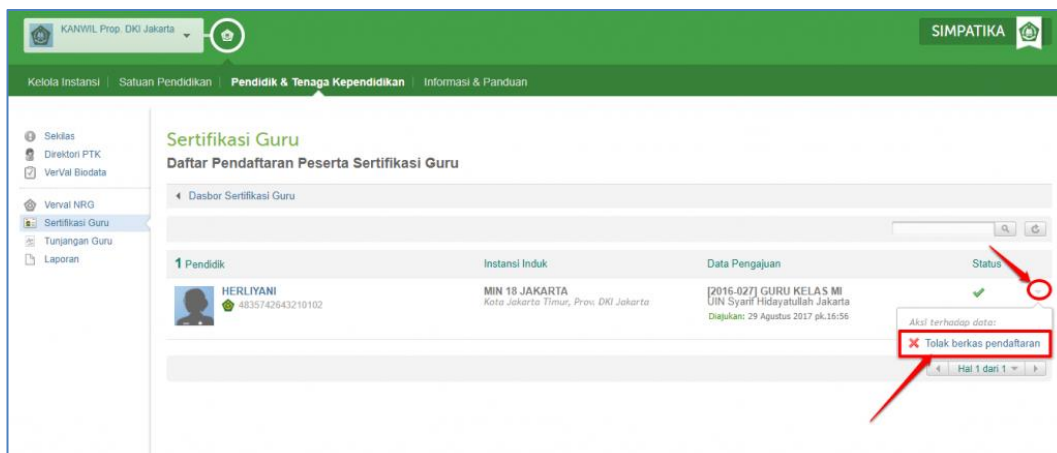 KANWIL Prop. DKI Jakarta
SIMPATIKA
Kelola Instansi | Satuan Pendidikan | Pendidik & Tenaga Kependidikan | Informasi & Panduan
Sekilas
Direktori PTK
VerVal Biodata
Verval NRG
Sertifikasi Guru
Tunjangan Guru
Laporan
Sertifikasi Guru
Daftar Pendaftaran Peserta Sertifikasi Guru
Dasbor Sertifikasi Guru
1 Pendidik Instansi Induk Data Pengajuan Status
HERLIYANI MIN 18 JAKARTA [2016-027] GURU KELAS MI
4835742643210102 Kota Jakarta Timur, Prov. DKI Jakarta UIN Syarif Hidayatullah Jakarta
Diajukan: 29 Agustus 2017 pk.16:56
Aksi terhadap data:
Tolak berkas pendaftaran
Hal 1 dari 1